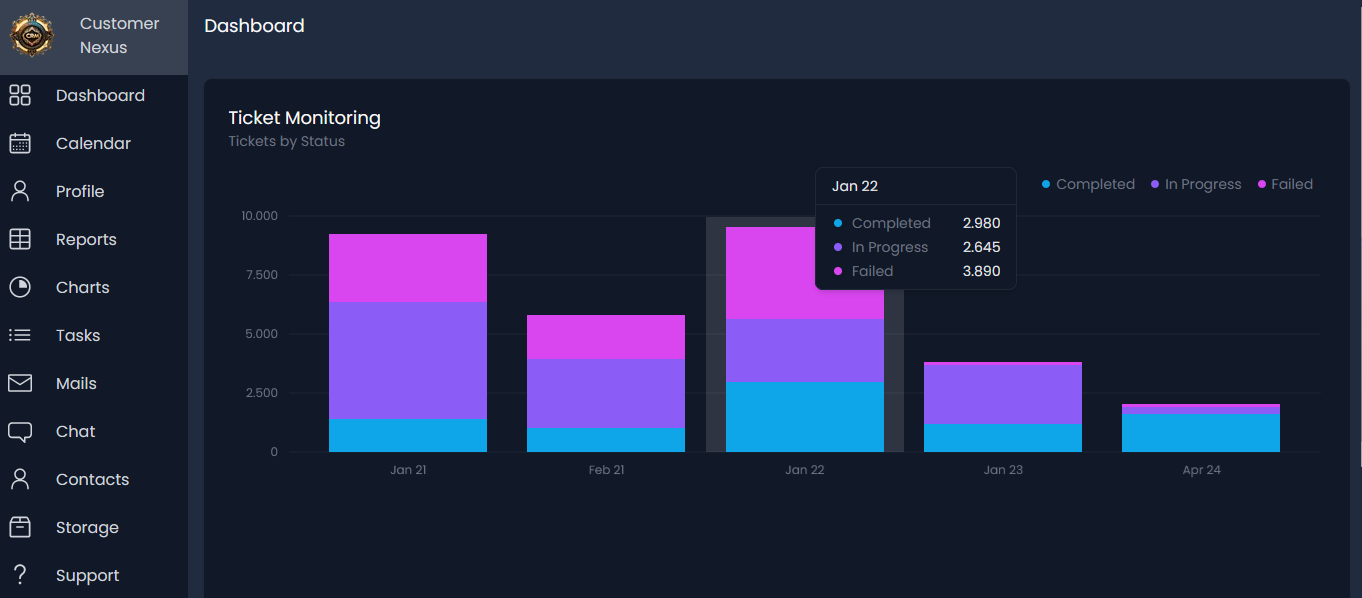 CRM
Customer
Nexus
Dashboard
Calendar
Profile
Reports
Charts
Tasks
Mails
Chat
Contacts
Storage
Support
Dashboard
Ticket Monitoring
Tickets by Status
Completed
In Progress
Failed
Jan 22
Completed 2.980
In Progress 2.645
Failed 3.890
10.000
7.500
5.000
2.500
0
Jan 21
Feb 21
Jan 22
Jan 23
Apr 24